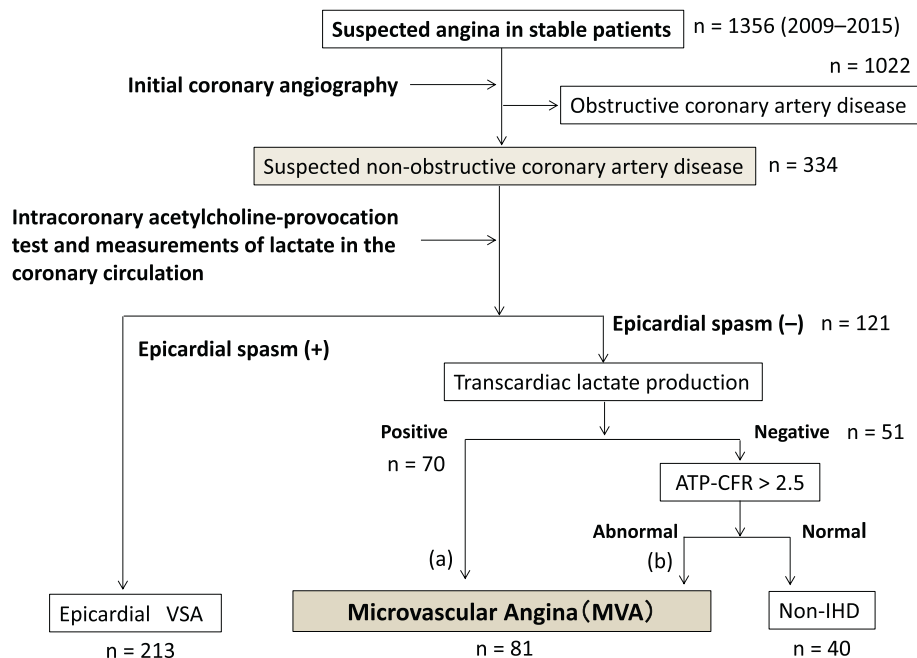 Suspected angina in stable patients
n = 1356 (2009–2015)
n = 1022
Initial coronary angiography
Obstructive coronary artery disease
Suspected non-obstructive coronary artery disease
n = 334
Intracoronary acetylcholine-provocation
test and measurements of lactate in the
coronary circulation
Epicardial spasm (–)
n = 121
Epicardial spasm (+)
Transcardiac lactate production
Positive
n = 70
Negative
n = 51
ATP-CFR > 2.5
Abnormal
Normal
(a)
(b)
Epicardial VSA
n = 213
Microvascular Angina (MVA)
n = 81
Non-IHD
n = 40